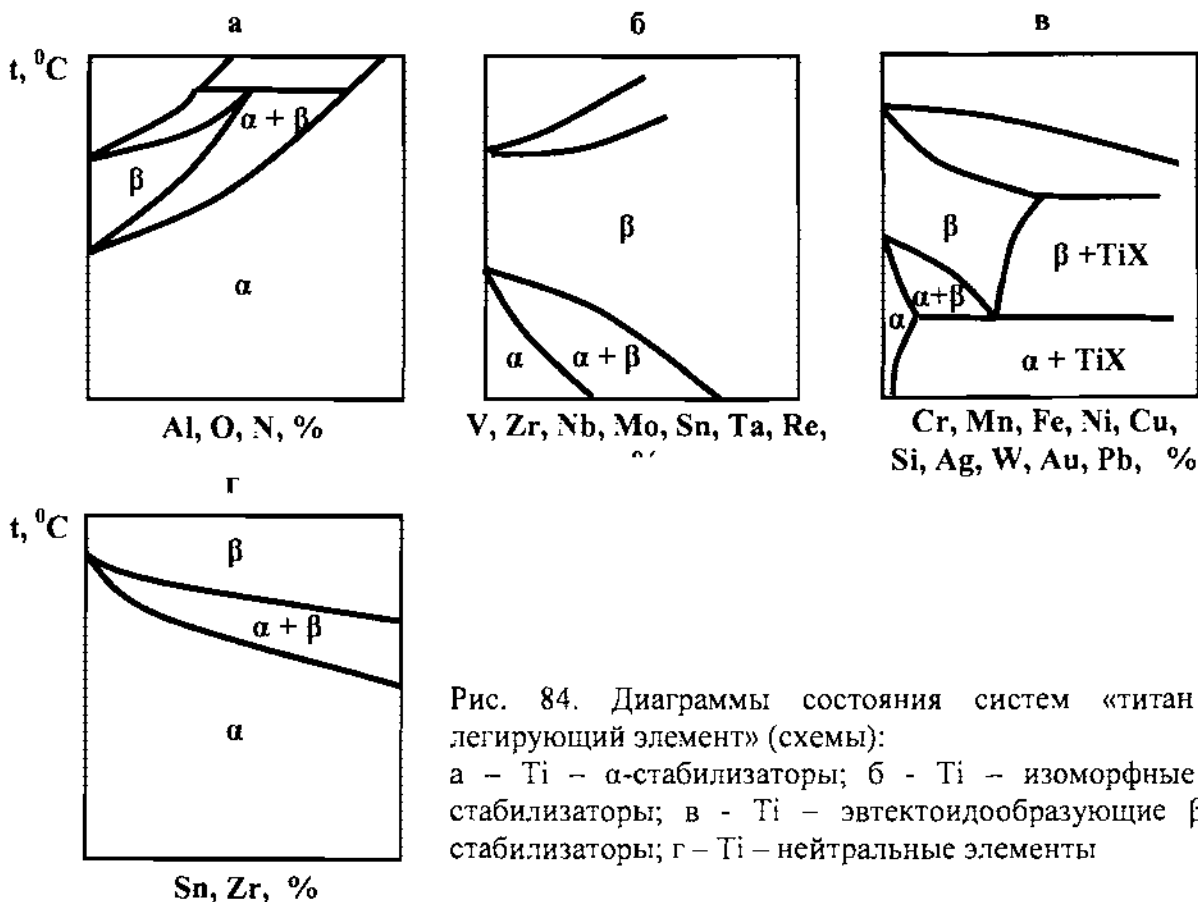 а
б
в
t, ⁰C
α + β
β
α
Al, O, N, %
β
α
α + β
V, Zr, Nb, Mo, Sn, Ta, Re,
β
β +TiX
α+β
α
α + TiX
Cr, Mn, Fe, Ni, Cu,
Si, Ag, W, Au, Pb, %
г
t, ⁰C
β
α + β
α
Sn, Zr, %
Рис. 84. Диаграммы состояния систем «титан
легирующий элемент» (схемы):
а – Ti – α-стабилизаторы; б - Ti – изоморфные
стабилизаторы; в - Ti – эвтектоидообразующие β
стабилизаторы; г – Ti – нейтральные элементы